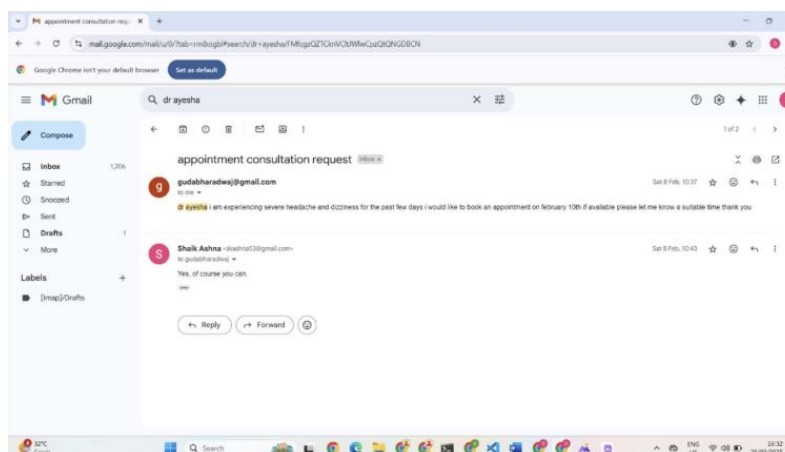 appointment consultation req
mail.google.com/mail/u/0/?tab=rm&ogbl#search/dr+ayesha/
Google Chrome isn't your default browser Set as default
Gmail
dr ayesha
Compose
1 of 2
appointment consultation request Inbox x
Inbox 1,206
gudabharadwaj@gmail.com Sat 8 Feb, 10:37
to me
Starred
Snoozed
dr ayesha i am experiencing severe headache and dizziness for the past few days i would like to book an appointment on february 10th if available please let me know a suitable time thank you
Sent
Drafts 1
More
Shaik Ashna Sat 8 Feb, 10:43
to gudabharadwaj
Yes, of course you can.
Labels +
[Imap]/Drafts
Reply Forward
32°C
Search
ENG
16:32